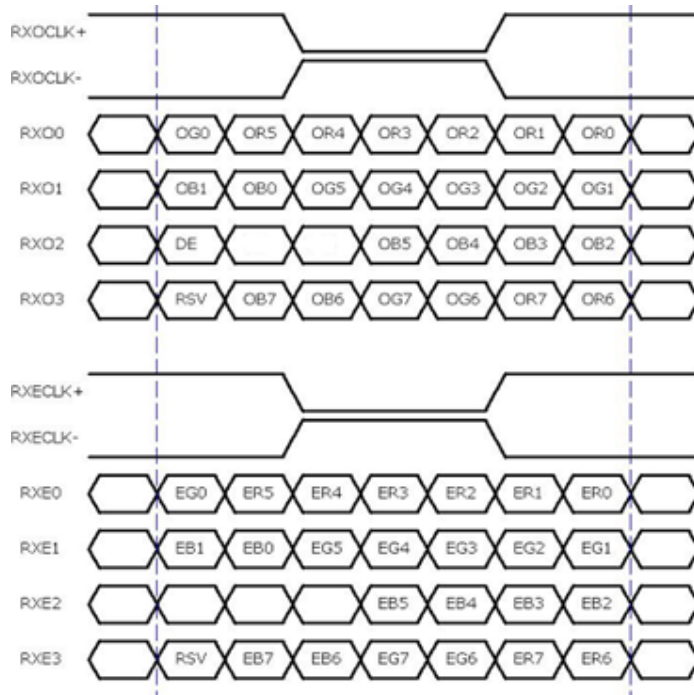 RXOCLK+
RXOCLK-
RXO0 OG0 OR5 OR4 OR3 OR2 OR1 OR0
RXO1 OB1 OB0 OG5 OG4 OG3 OG2 OG1
RXO2 DE OB5 OB4 OB3 OB2
RXO3 RSV OB7 OB6 OG7 OG6 OR7 OR6
RXECLK+
RXECLK-
RXE0 EG0 ER5 ER4 ER3 ER2 ER1 ER0
RXE1 EB1 EB0 EG5 EG4 EG3 EG2 EG1
RXE2 EB5 EB4 EB3 EB2
RXE3 RSV EB7 EB6 EG7 EG6 ER7 ER6